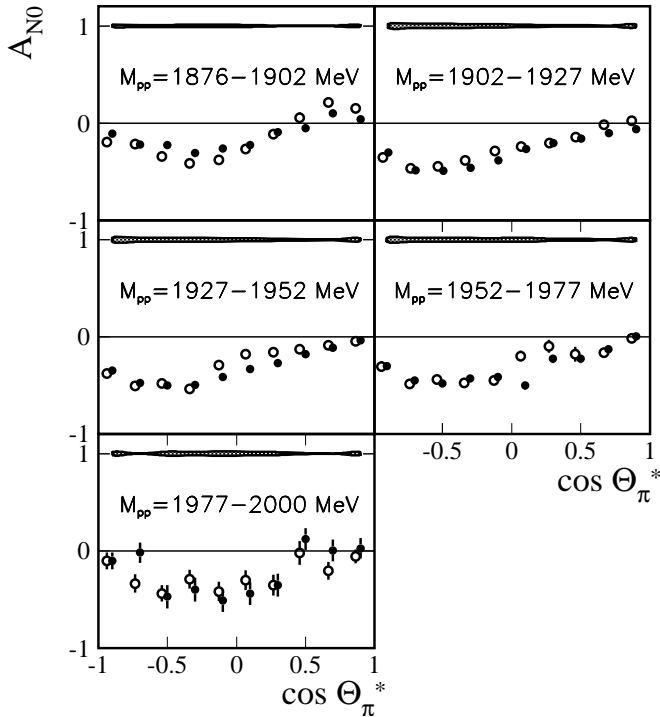 A_N0
1
M_pp=1876−1902 MeV
M_pp=1902−1927 MeV
0
-1
1
M_pp=1927−1952 MeV
M_pp=1952−1977 MeV
0
-1
-0.5 0 0.5 1
1
cos Θ_π*
M_pp=1977−2000 MeV
0
-1
-1 -0.5 0 0.5 1
cos Θ_π*